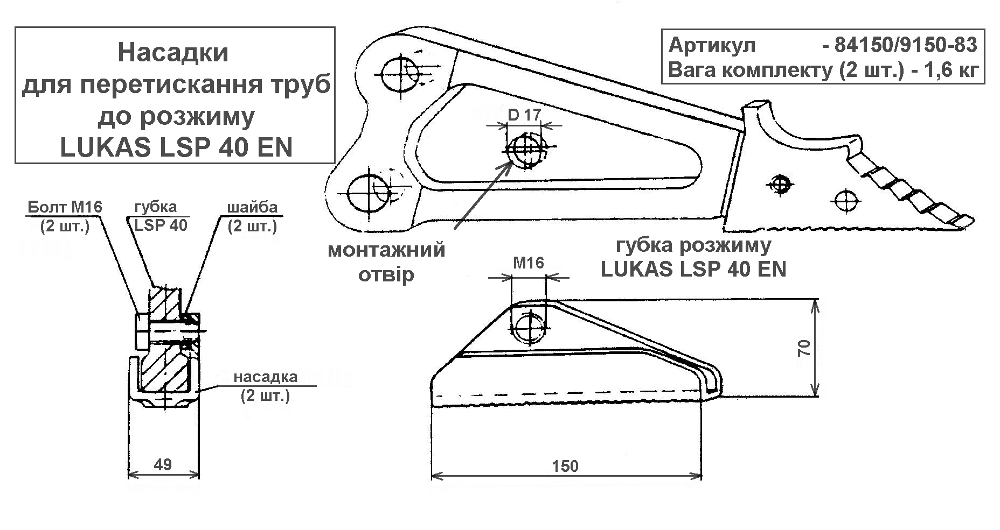 Насадки
для перетискання труб
до розжиму
LUKAS LSP 40 EN
Артикул - 84150/9150-83
Вага комплекту (2 шт.) - 1,6 кг
D 17
Болт М16
(2 шт.)
губка
LSP 40
шайба
(2 шт.)
монтажний
отвір
губка розжиму
LUKAS LSP 40 EN
М16
70
насадка
(2 шт.)
49
150